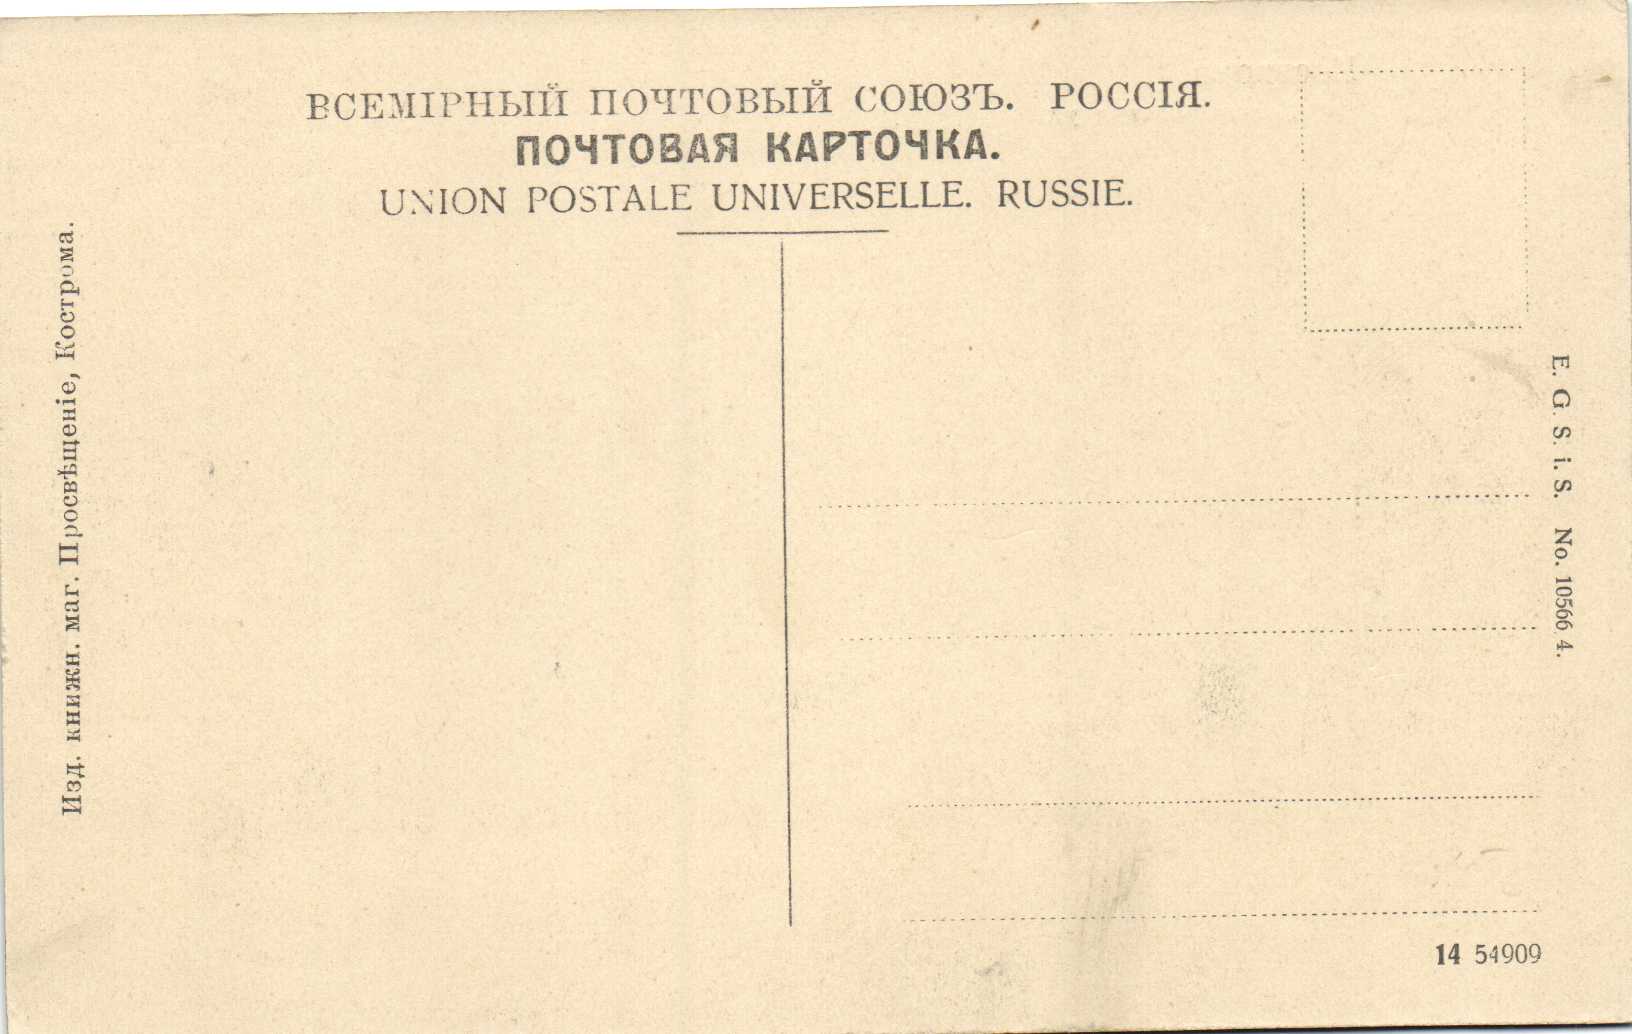 ВСЕМІРНЫЙ ПОЧТОВЫЙ СОЮЗЪ. РОССІЯ.
ПОЧТОВАЯ КАРТОЧКА.
UNION POSTALE UNIVERSELLE. RUSSIE.
Изд. книжн. маг. Просвѣщеніе, Кострома.
E. G. S. i. S. No. 10566 4.
14 54909